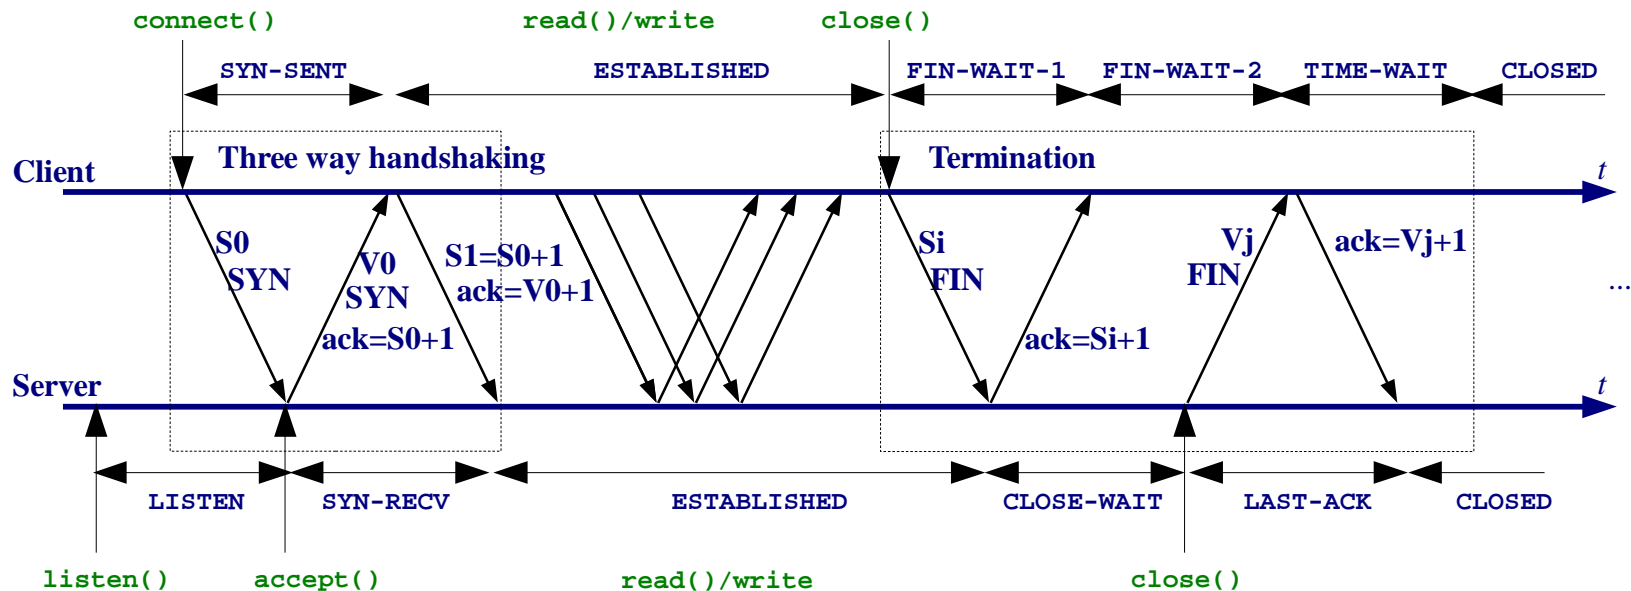 connect() read()/write close()
SYN-SENT ESTABLISHED FIN-WAIT-1 FIN-WAIT-2 TIME-WAIT CLOSED
Three way handshaking Termination
Client t
S0
SYN
V0
SYN
ack=S0+1
S1=S0+1
ack=V0+1
Si
FIN
ack=Si+1
Vj
FIN
ack=Vj+1
...
Server t
LISTEN SYN-RECV ESTABLISHED CLOSE-WAIT LAST-ACK CLOSED
listen() accept() read()/write close()